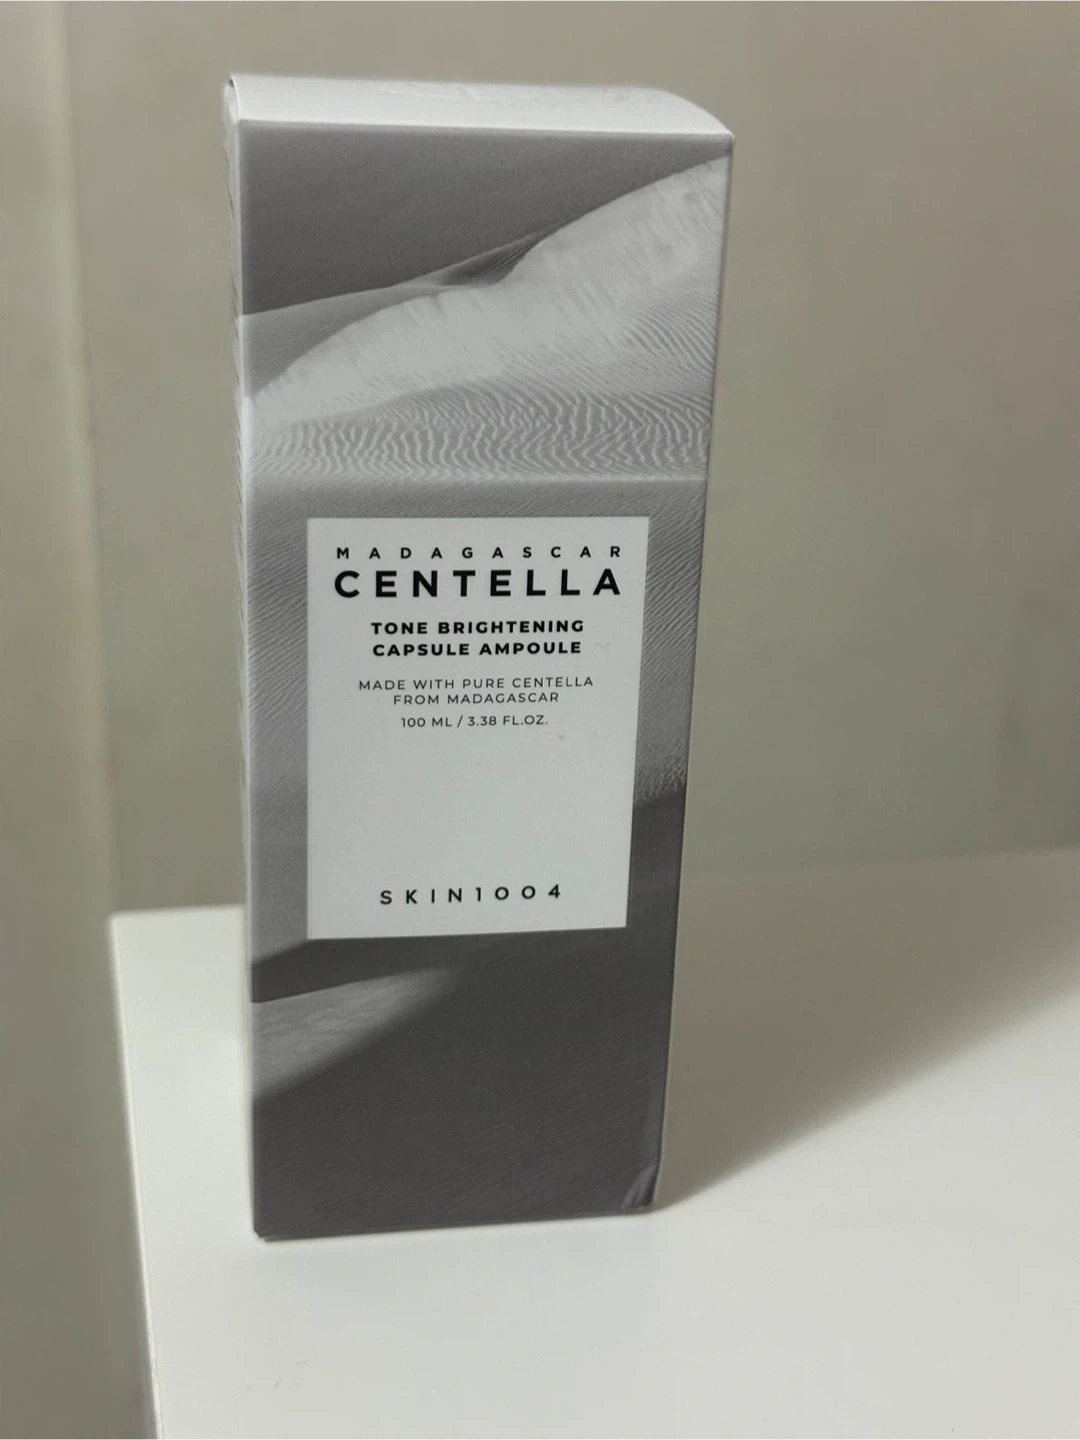 MADAGASCAR
CENTELLA
TONE BRIGHTENING
CAPSULE AMPOULE
MADE WITH PURE CENTELLA
FROM MADAGASCAR
100 ML / 3.38 FL.OZ.
SKIN1004